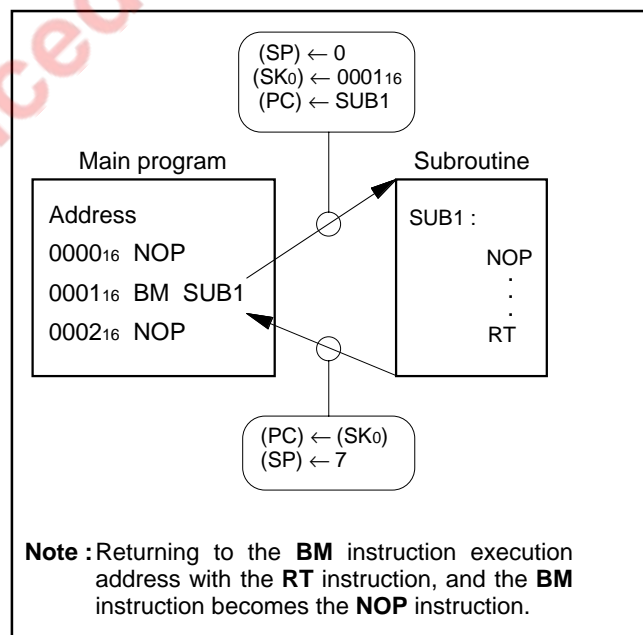 (SP) ← 0
(SK₀) ← 0001₁₆
(PC) ← SUB1
Main program
Subroutine
Address
0000₁₆ NOP
0001₁₆ BM SUB1
0002₁₆ NOP
SUB1 :
NOP
.
.
.
RT
(PC) ← (SK₀)
(SP) ← 7
Note : Returning to the BM instruction execution
address with the RT instruction, and the BM
instruction becomes the NOP instruction.